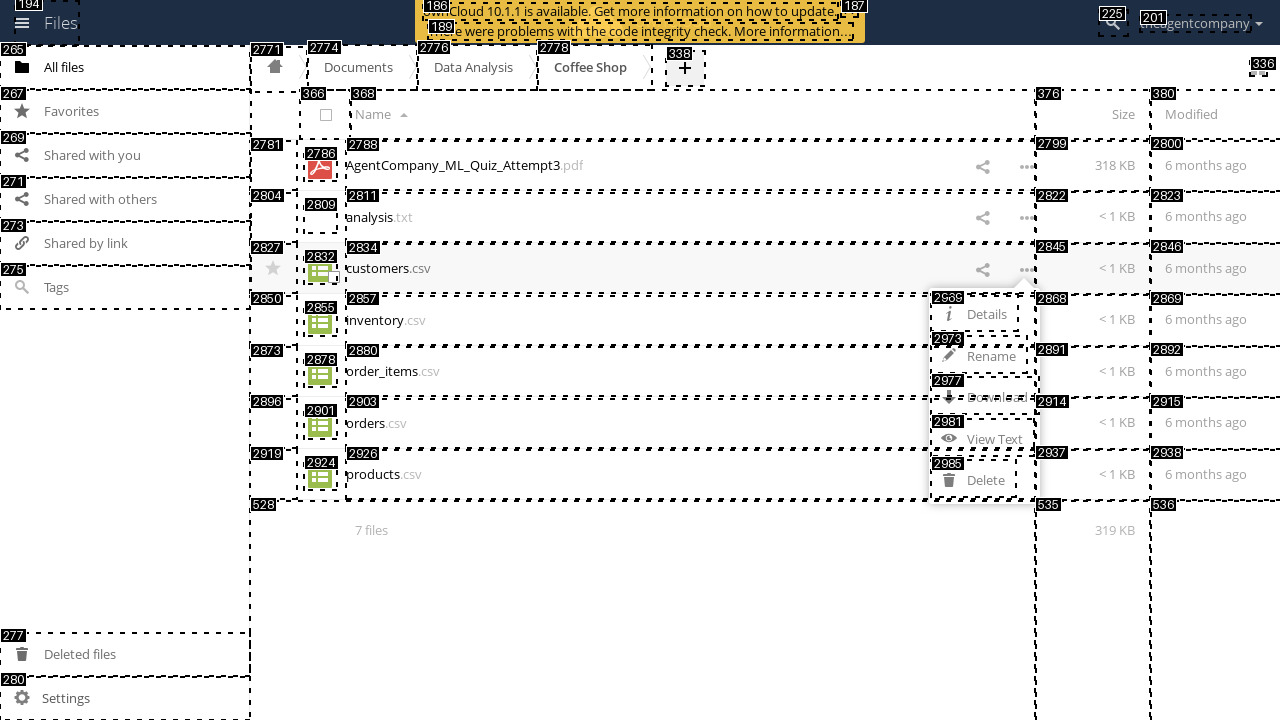 194
186
187
Files
ownCloud 10.1.1 is available. Get more information on how to update.
189
There were problems with the code integrity check. More information…
225
201
theagentcompany
265
All files
267
Favorites
269
Shared with you
271
Shared with others
273
Shared by link
275
Tags
277
Deleted files
280
Settings
2771
2774
Documents
2776
Data Analysis
2778
Coffee Shop
338
+
336
366
368
Name
376
Size
380
Modified
2781
2786
2788
AgentCompany_ML_Quiz_Attempt3.pdf
2799
318 KB
2800
6 months ago
2804
2809
2811
analysis.txt
2822
< 1 KB
2823
6 months ago
2827
2832
2834
customers.csv
2845
< 1 KB
2846
6 months ago
2850
2855
2857
inventory.csv
2868
< 1 KB
2869
6 months ago
2873
2878
2880
order_items.csv
2891
< 1 KB
2892
6 months ago
2896
2901
2903
orders.csv
2914
< 1 KB
2915
6 months ago
2919
2924
2926
products.csv
2937
< 1 KB
2938
6 months ago
2969
Details
2973
Rename
2977
Download
2981
View Text
2985
Delete
528
7 files
535
319 KB
536